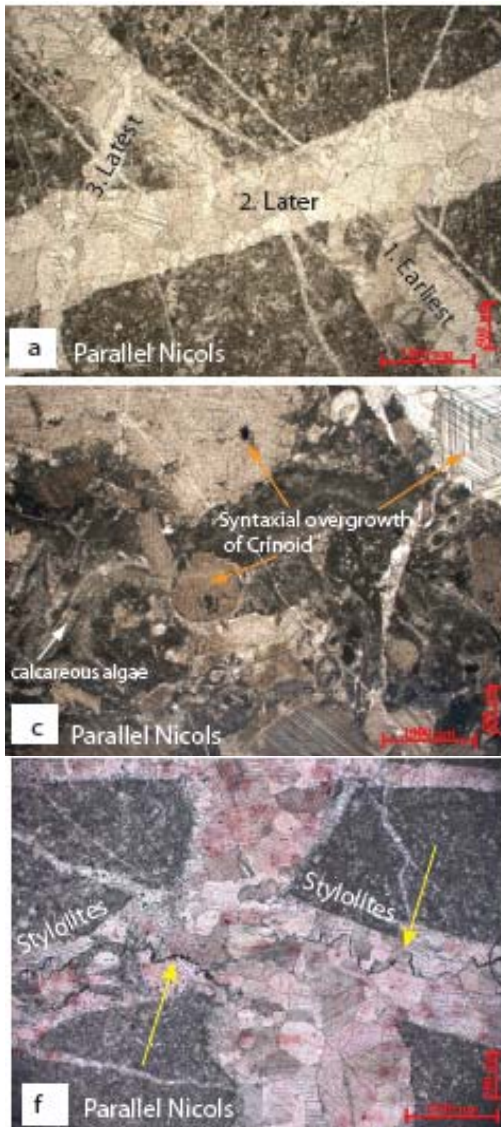 3. Latest
2. Later
1. Earliest
a
Parallel Nicols
Syntaxial overgrowth
of Crinoid
calcareous algae
c
Parallel Nicols
Stylolites
Stylolites
f
Parallel Nicols